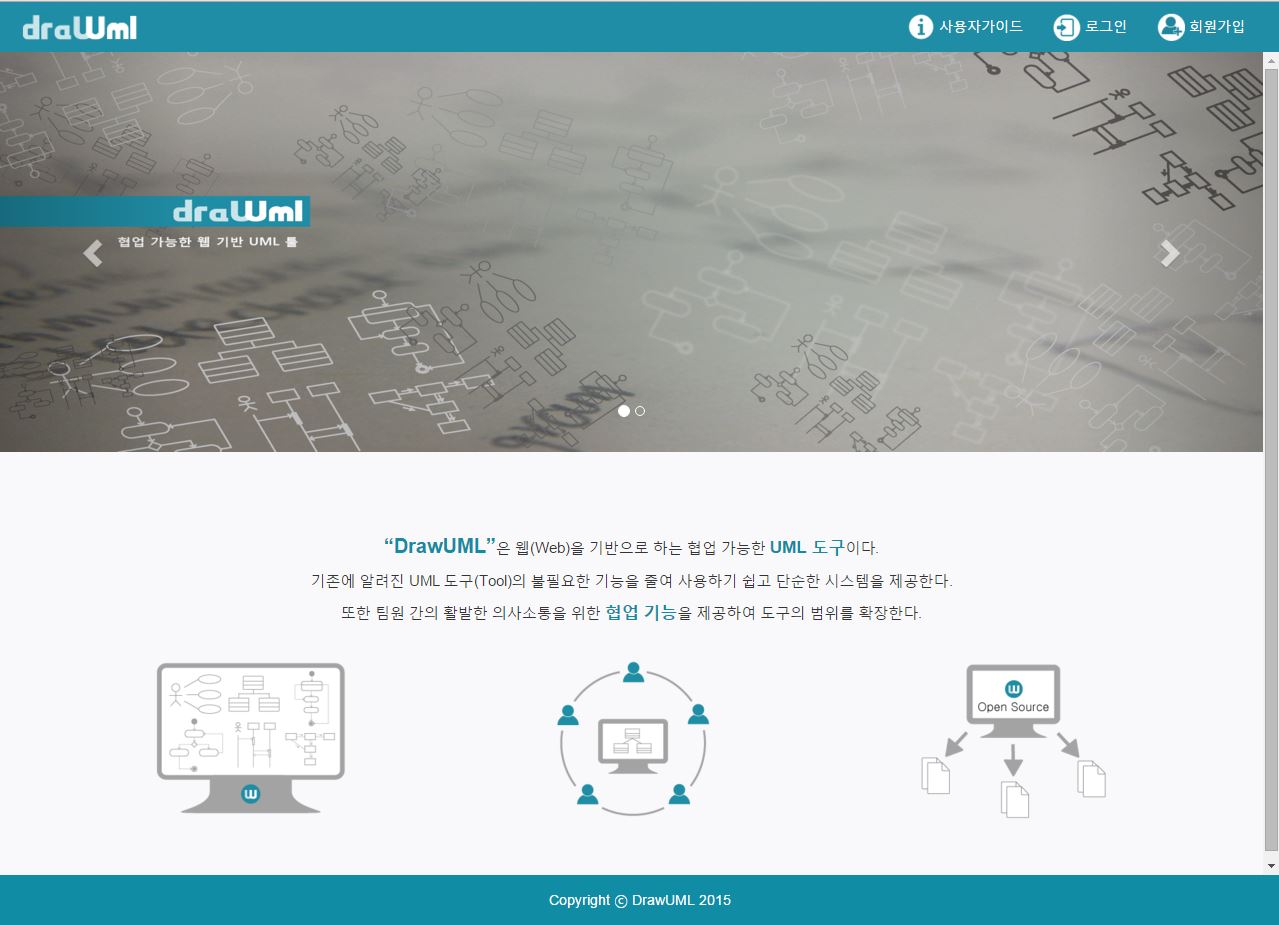 draWml
사용자가이드
로그인
회원가입
draWml
협업 가능한 웹 기반 UML 툴
“DrawUML”은 웹(Web)을 기반으로 하는 협업 가능한 UML 도구이다.
기존에 알려진 UML 도구(Tool)의 불필요한 기능을 줄여 사용하기 쉽고 단순한 시스템을 제공한다.
또한 팀원 간의 활발한 의사소통을 위한 협업 기능을 제공하여 도구의 범위를 확장한다.
w
w
Open Source
Copyright ⓒ DrawUML 2015